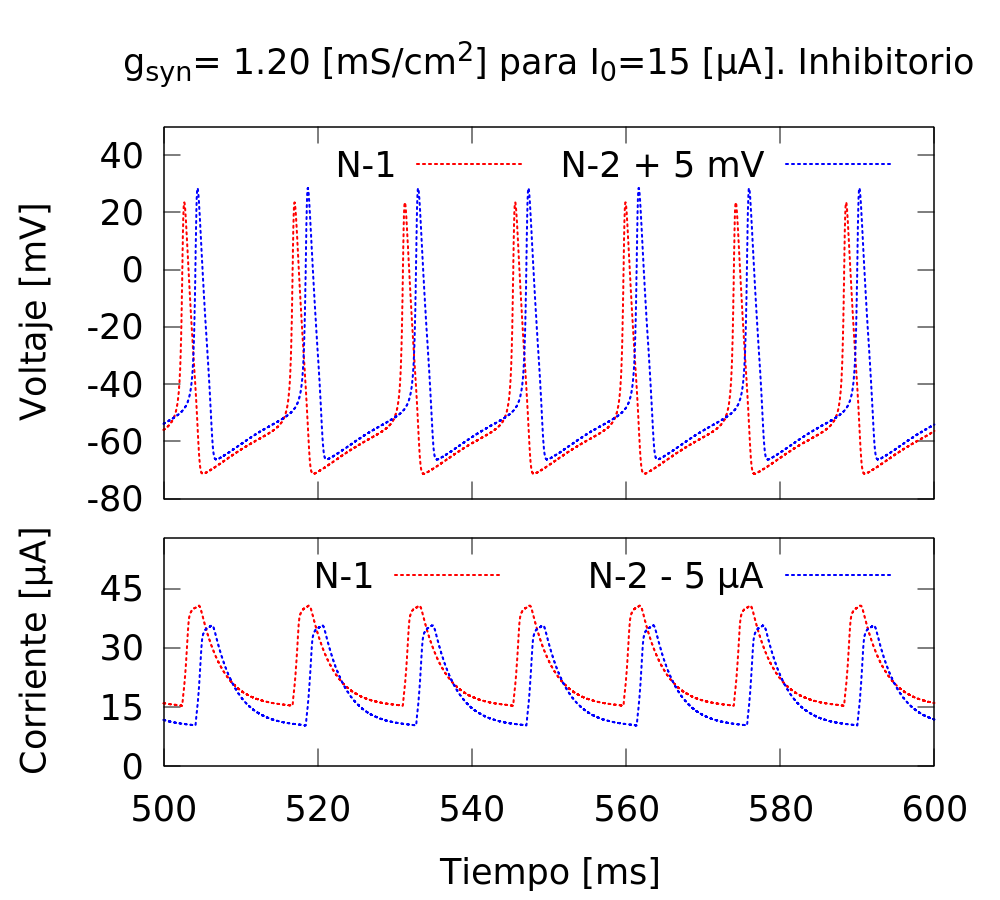 g_syn= 1.20 [mS/cm²] para I₀=15 [µA]. Inhibitorio
Voltaje [mV]
40
20
0
-20
-40
-60
-80
N-1
N-2 + 5 mV
Corriente [µA]
45
30
15
0
N-1
N-2 - 5 µA
500 520 540 560 580 600
Tiempo [ms]